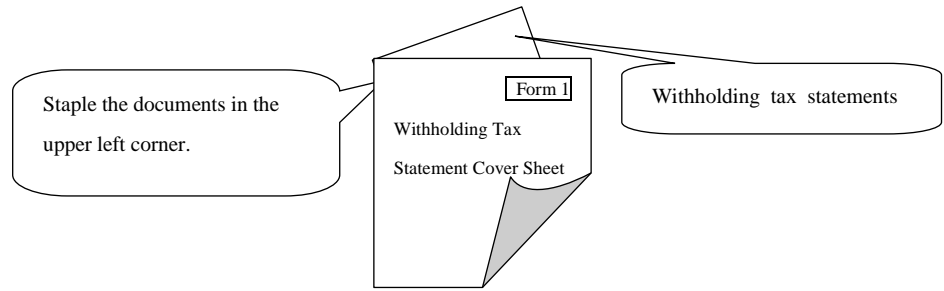 Staple the documents in the
upper left corner.
Form 1
Withholding Tax
Statement Cover Sheet
Withholding tax statements